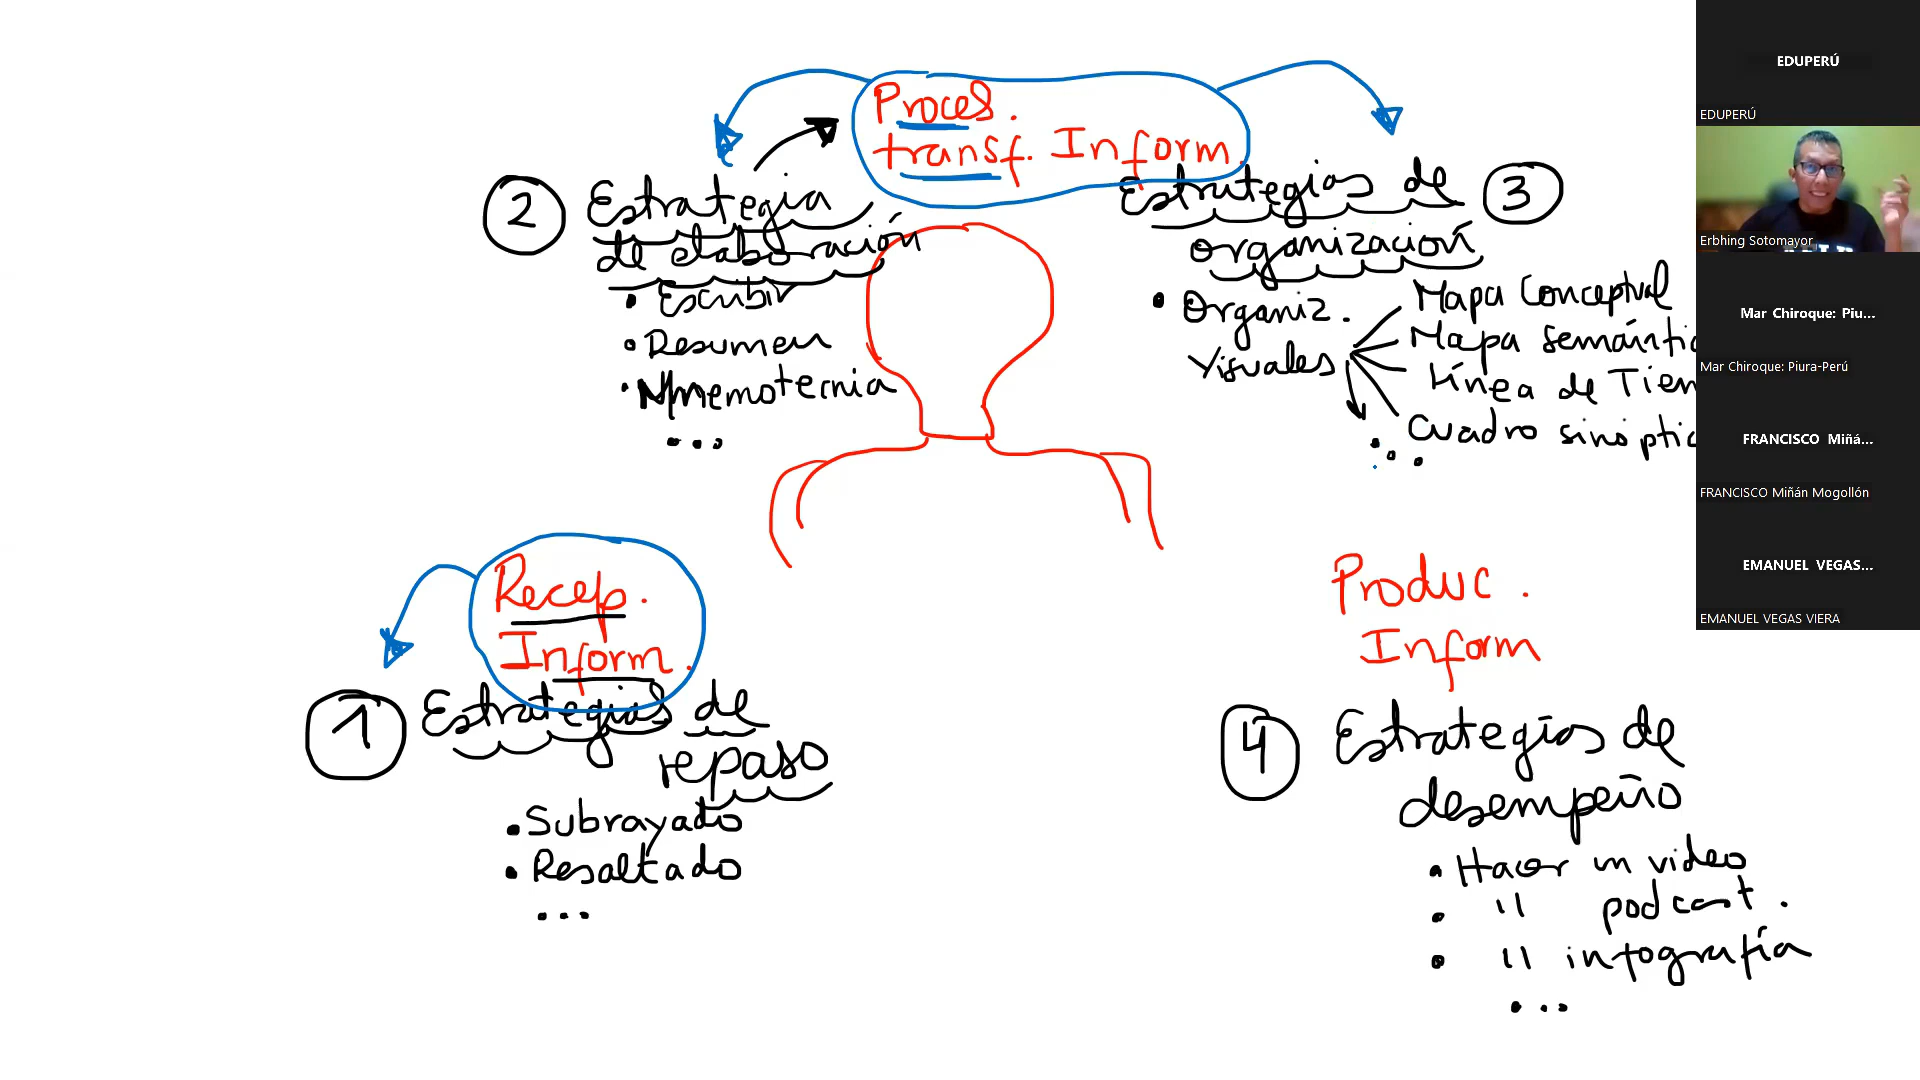 Proces.
transf. Inform.
2
Estrategia
de elaboración
• Escribir
• Resumen
• Mnemotecnia
...
Estrategias de
organización
3
• Organiz.
Visuales
Mapa Conceptual
Mapa semántic
Línea de Tiem
Cuadro sinóptic
...
Recep.
Inform.
1
Estrategias de
repaso
• Subrayado
• Resaltado
...
Produc.
Inform
4
Estrategias de
desempeño
• Hacer un video
• " podcast.
• " intografía
...
EDUPERÚ
EDUPERÚ
Erbhing Sotomayor
Mar Chiroque: Piu...
Mar Chiroque: Piura-Perú
FRANCISCO Miñá...
FRANCISCO Miñán Mogollón
EMANUEL VEGAS...
EMANUEL VEGAS VIERA